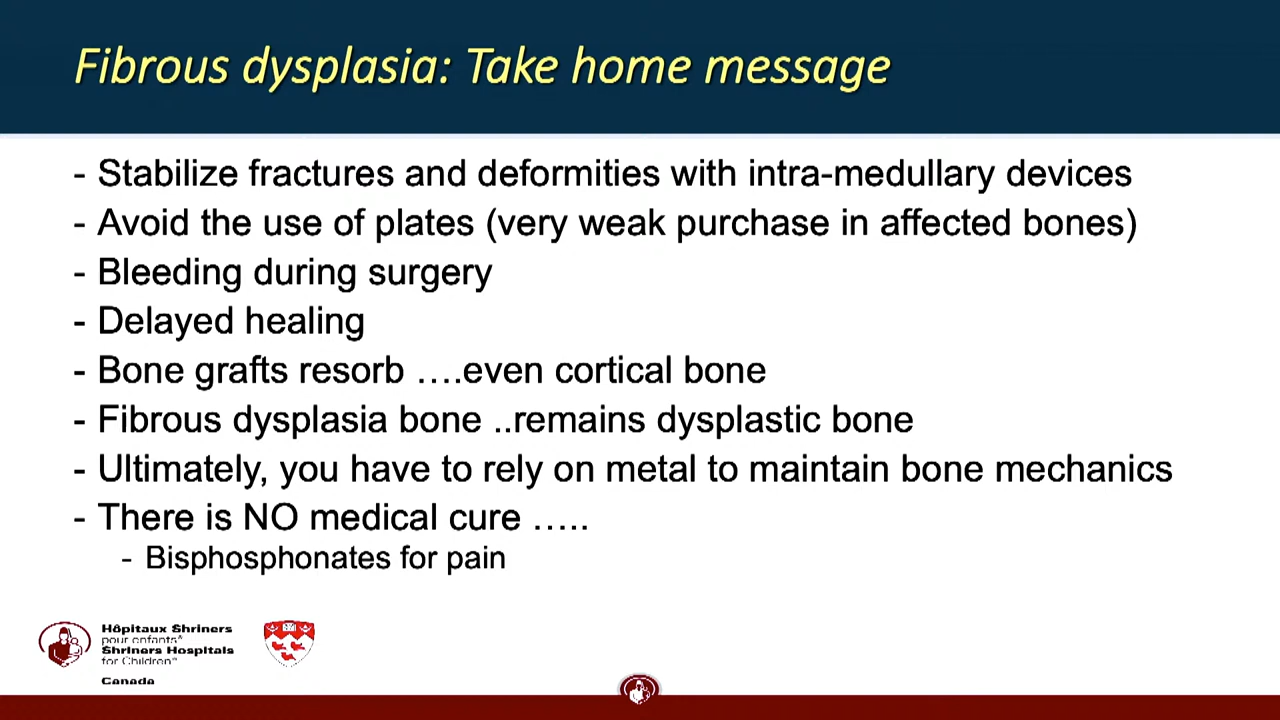 Fibrous dysplasia: Take home message
- Stabilize fractures and deformities with intra-medullary devices
- Avoid the use of plates (very weak purchase in affected bones)
- Bleeding during surgery
- Delayed healing
- Bone grafts resorb ….even cortical bone
- Fibrous dysplasia bone ..remains dysplastic bone
- Ultimately, you have to rely on metal to maintain bone mechanics
- There is NO medical cure …..
- Bisphosphonates for pain
Hôpitaux Shriners
pour enfants®
Shriners Hospitals
for Children®
Canada